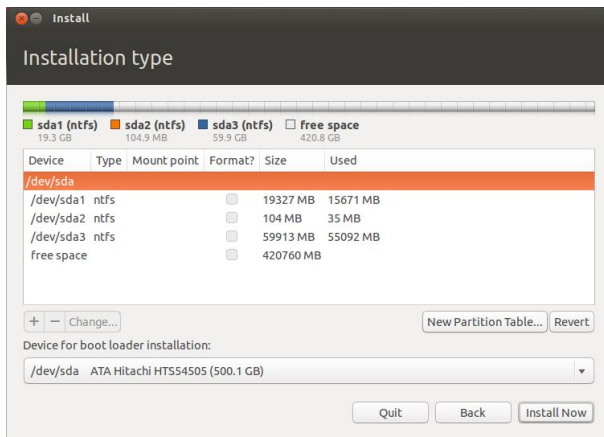 Install
Installation type
sda1 (ntfs) sda2 (ntfs) sda3 (ntfs) free space
19.3 GB 104.9 MB 59.9 GB 420.8 GB
Device Type Mount point Format? Size Used
/dev/sda
/dev/sda1 ntfs 19327 MB 15671 MB
/dev/sda2 ntfs 104 MB 35 MB
/dev/sda3 ntfs 59913 MB 55092 MB
free space 420760 MB
+ − Change... New Partition Table... Revert
Device for boot loader installation:
/dev/sda ATA Hitachi HTS54505 (500.1 GB)
Quit Back Install Now